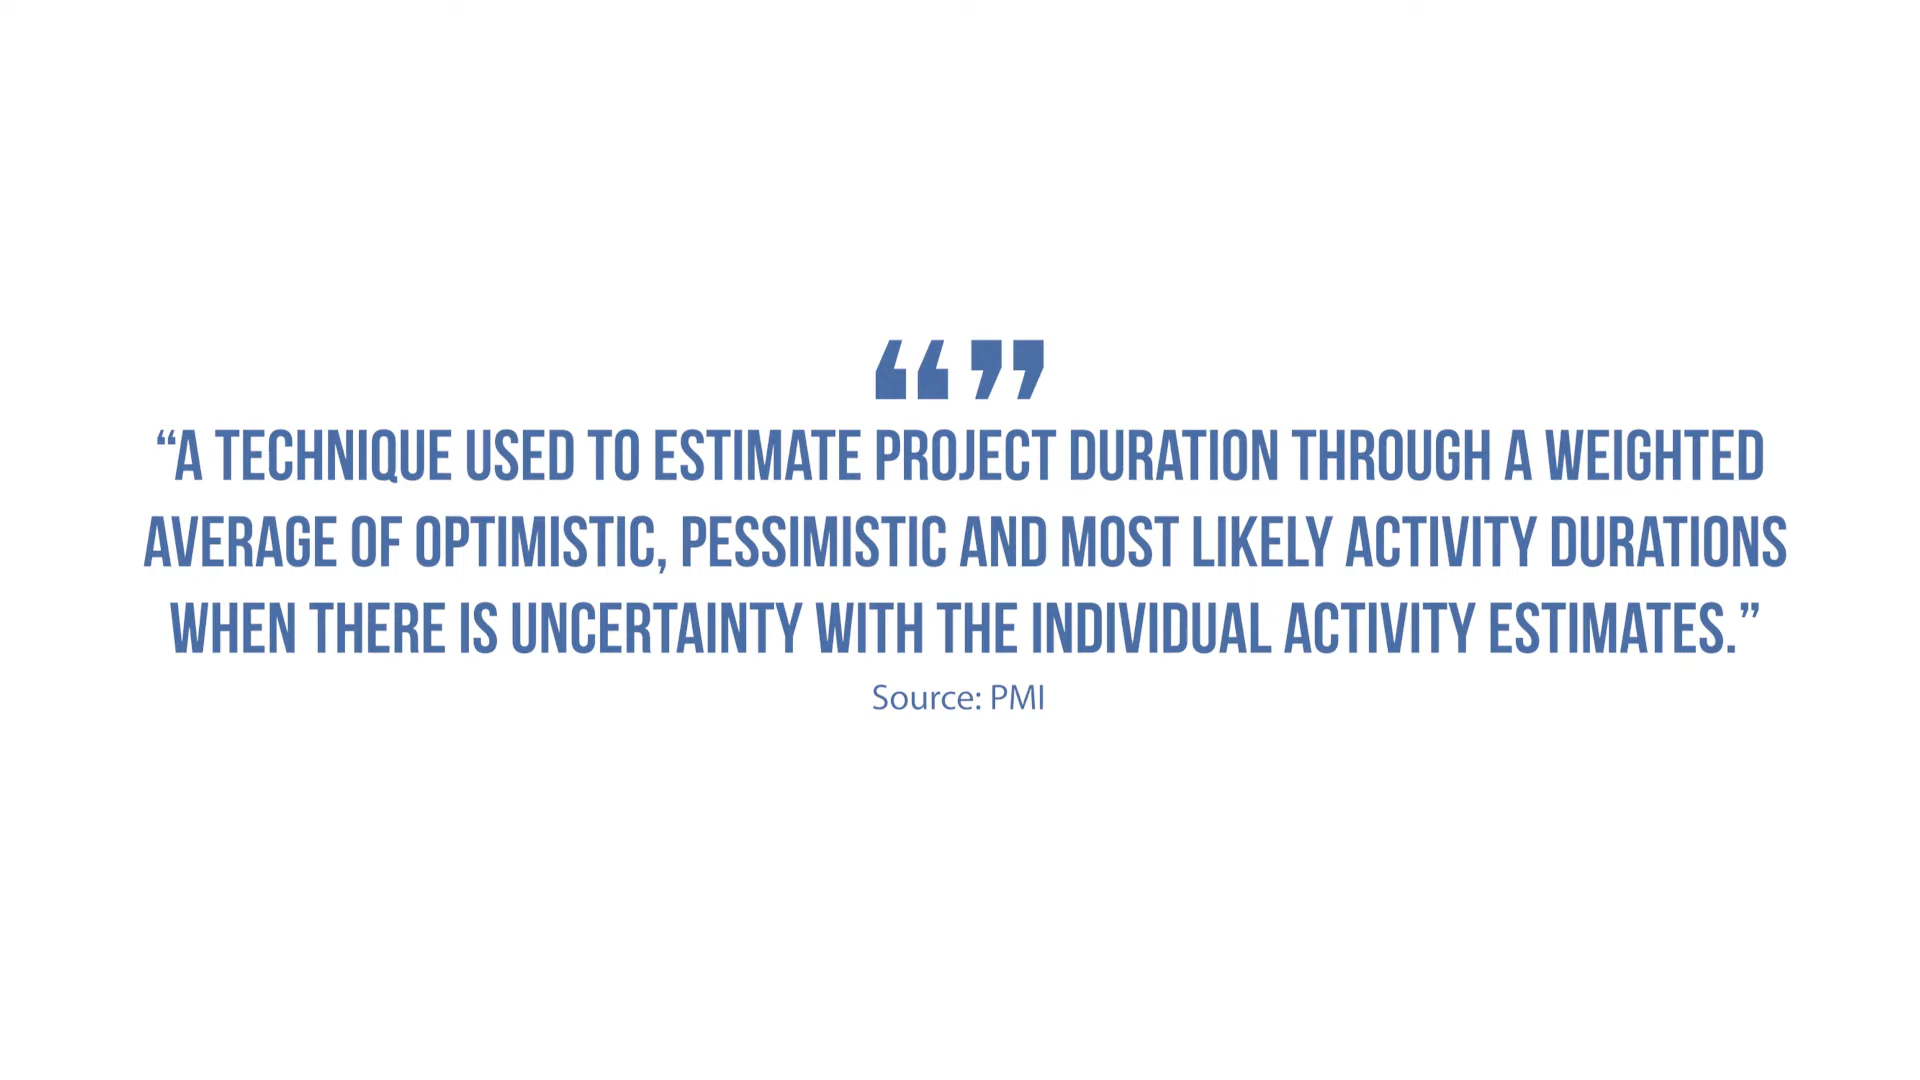 “”
“A TECHNIQUE USED TO ESTIMATE PROJECT DURATION THROUGH A WEIGHTED
AVERAGE OF OPTIMISTIC, PESSIMISTIC AND MOST LIKELY ACTIVITY DURATIONS
WHEN THERE IS UNCERTAINTY WITH THE INDIVIDUAL ACTIVITY ESTIMATES.”
Source: PMI